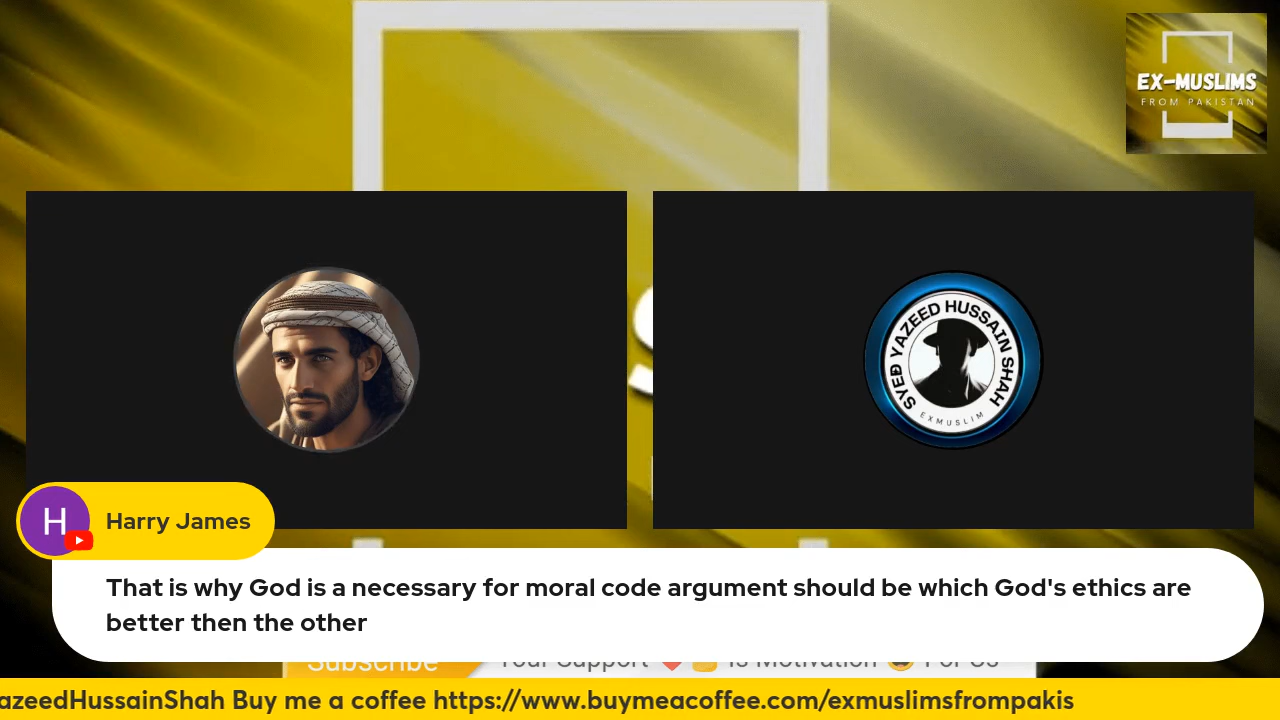 EX-MUSLIMS
FROM PAKISTAN
SYED YAZEED HUSSAIN SHAH
EXMUSLIM
H
Harry James
That is why God is a necessary for moral code argument should be which God's ethics are
better then the other
Subscribe
Your Support
Is Motivation
For Us
azeedHussainShah Buy me a coffee https://www.buymeacoffee.com/exmuslimsfrompakis